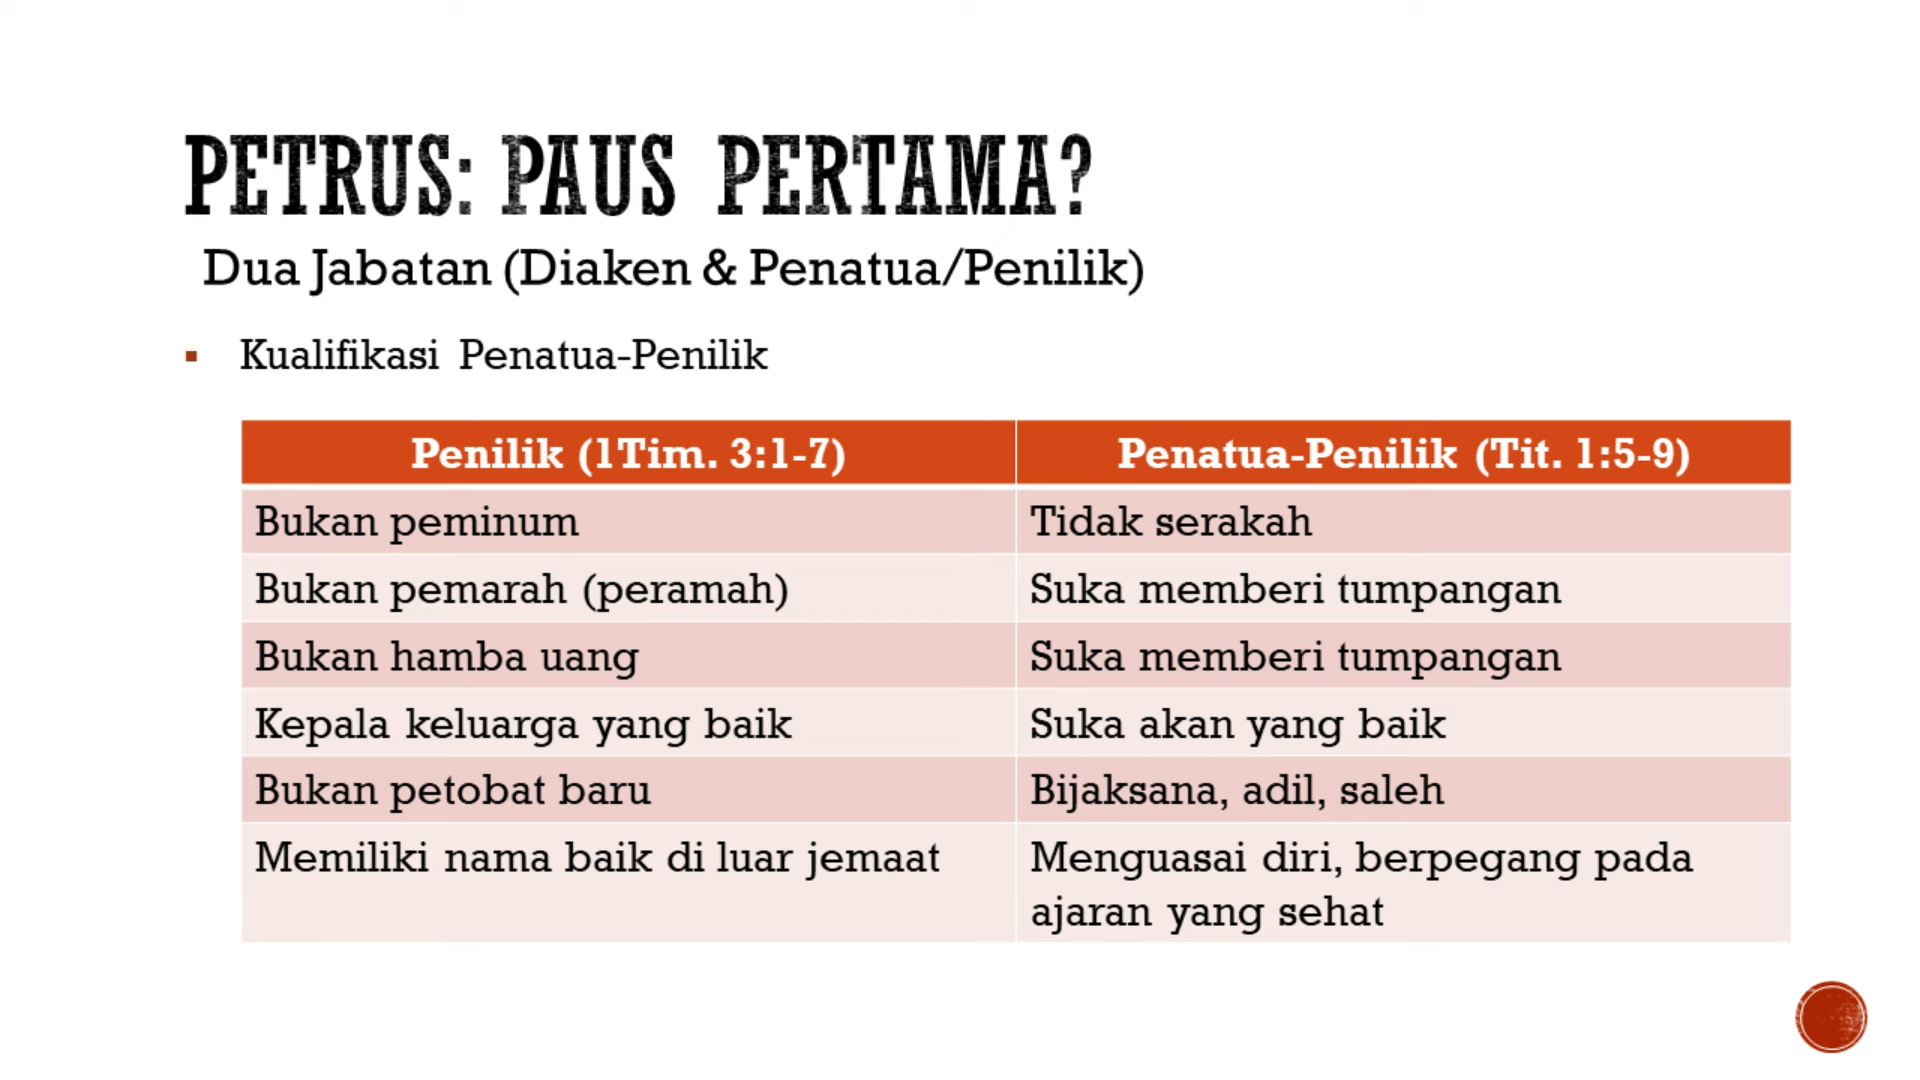 PETRUS: PAUS PERTAMA?
Dua Jabatan (Diaken & Penatua/Penilik)
▪ Kualifikasi Penatua-Penilik
Penilik (1Tim. 3:1-7) Penatua-Penilik (Tit. 1:5-9)
Bukan peminum Tidak serakah
Bukan pemarah (peramah) Suka memberi tumpangan
Bukan hamba uang Suka memberi tumpangan
Kepala keluarga yang baik Suka akan yang baik
Bukan petobat baru Bijaksana, adil, saleh
Memiliki nama baik di luar jemaat Menguasai diri, berpegang pada
ajaran yang sehat